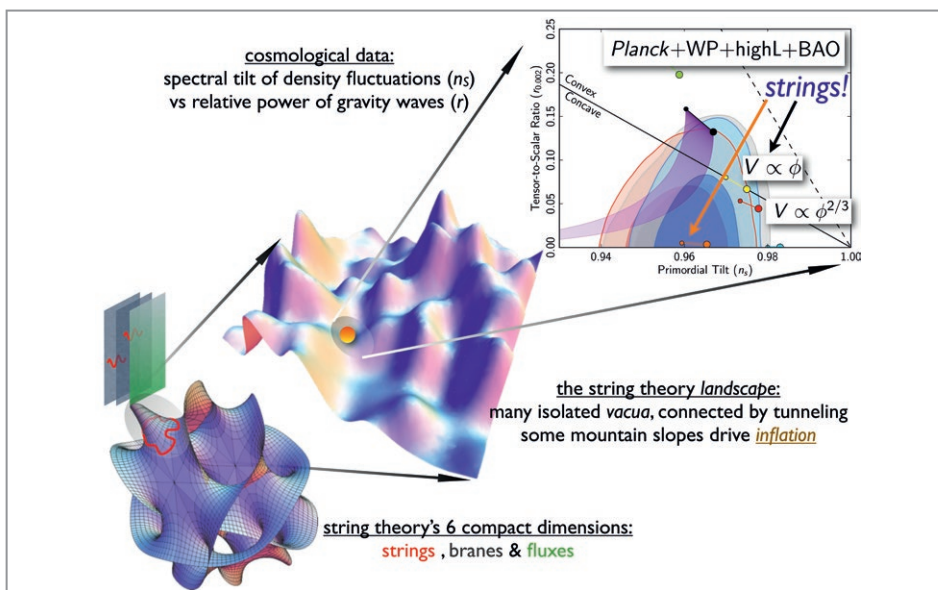 cosmological data:
spectral tilt of density fluctuations (nS)
vs relative power of gravity waves (r)
Planck+WP+highL+BAO
strings!
Convex
Concave
V ∝ ϕ
V ∝ ϕ^2/3
Tensor-to-Scalar Ratio (r0.002)
0.25
0.20
0.15
0.10
0.05
0.00
0.94
0.96
0.98
1.00
Primordial Tilt (ns)
the string theory landscape:
many isolated vacua, connected by tunneling
some mountain slopes drive inflation
string theory's 6 compact dimensions:
strings , branes & fluxes